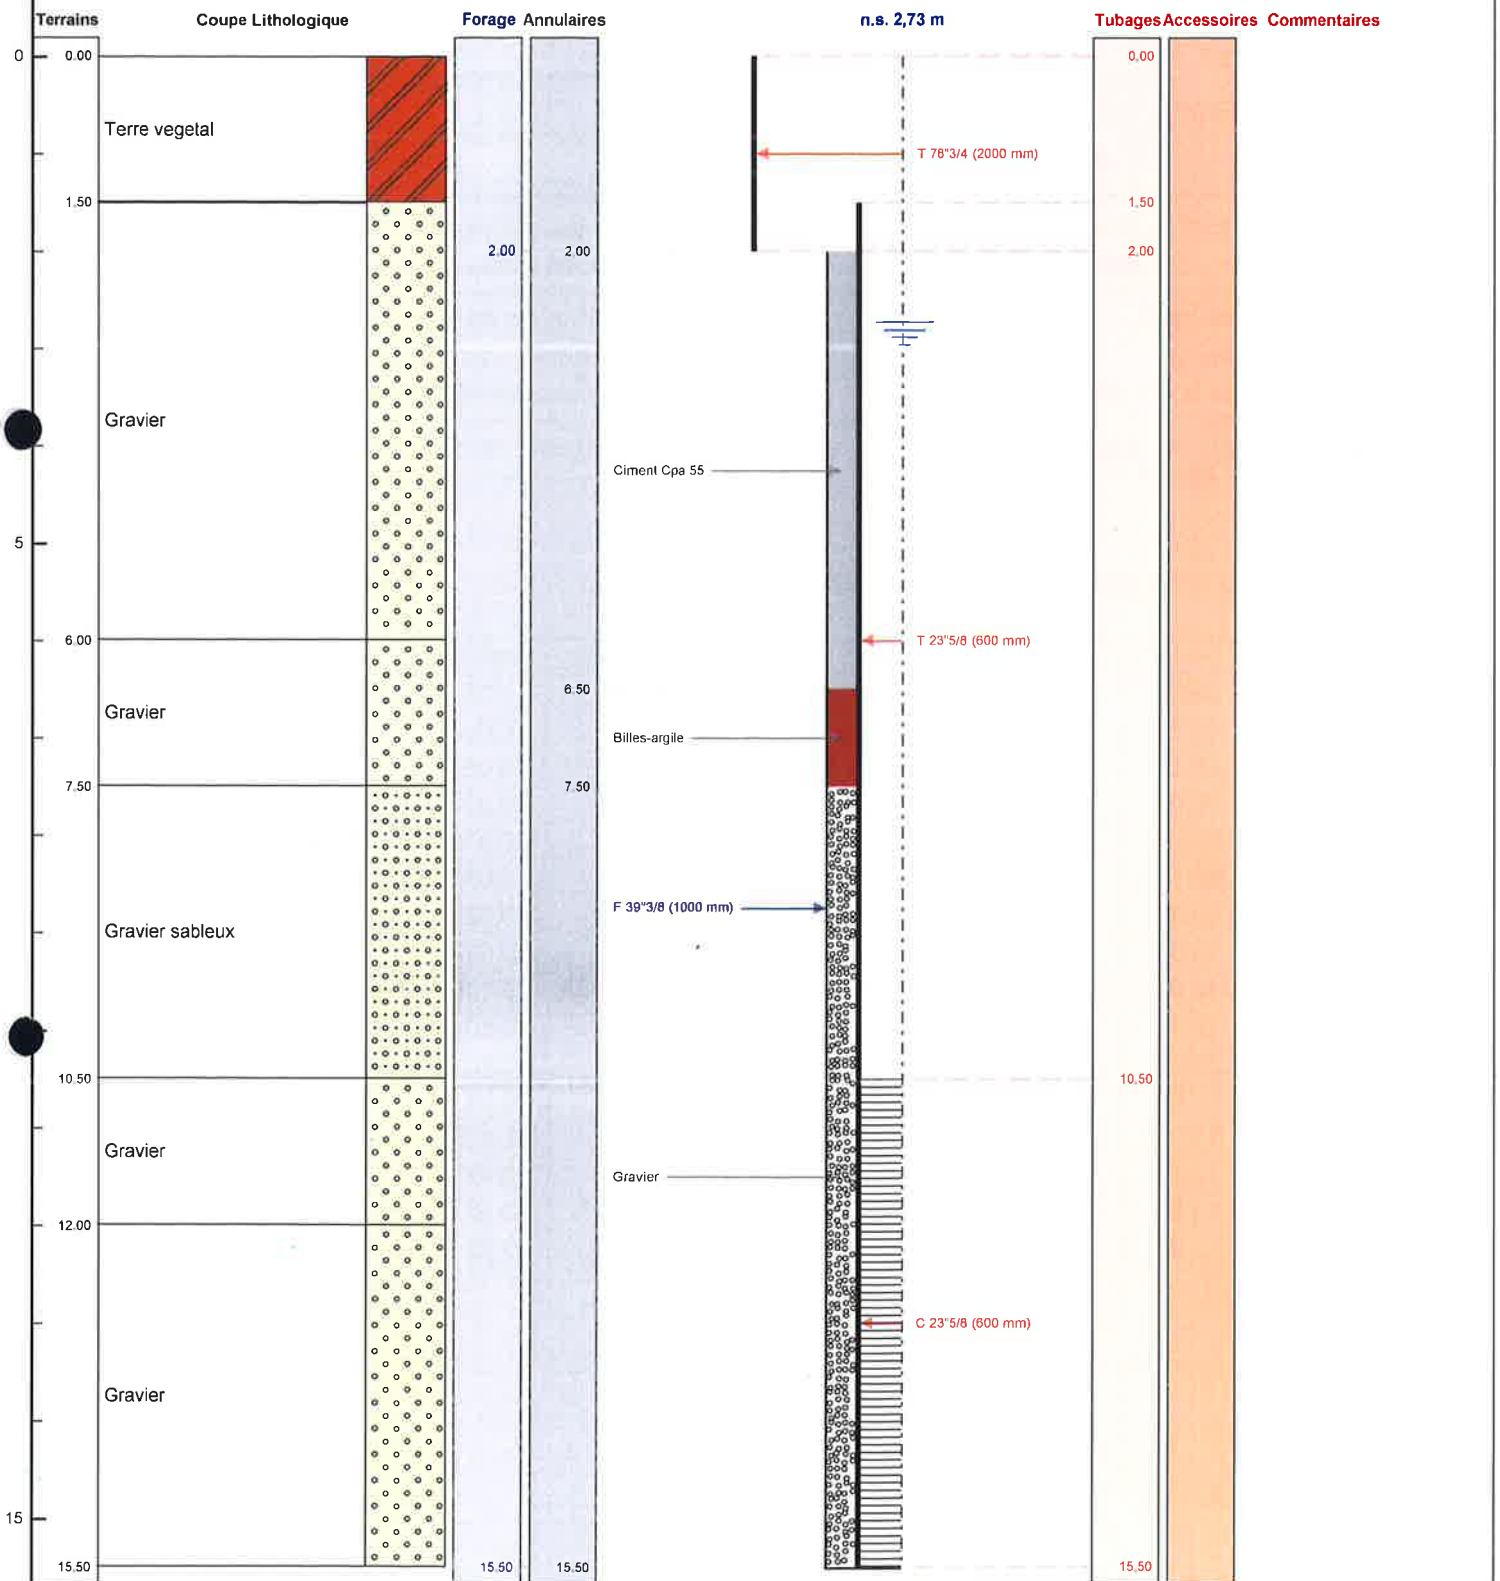 Terrains Coupe Lithologique Forage Annulaires n.s. 2,73 m Tubages Accessoires Commentaires
0 0.00 0,00
Terre vegetal
T 78"3/4 (2000 mm)
1.50 1,50
2.00 2,00 2,00
Gravier
Ciment Cpa 55
5
6.00 T 23"5/8 (600 mm)
6.50
Gravier
Billes-argile
7.50 7,50
F 39"3/8 (1000 mm)
Gravier sableux
10.50 10,50
Gravier
Gravier
12.00
C 23"5/8 (600 mm)
Gravier
15
15.50 15,50 15,50 15,50